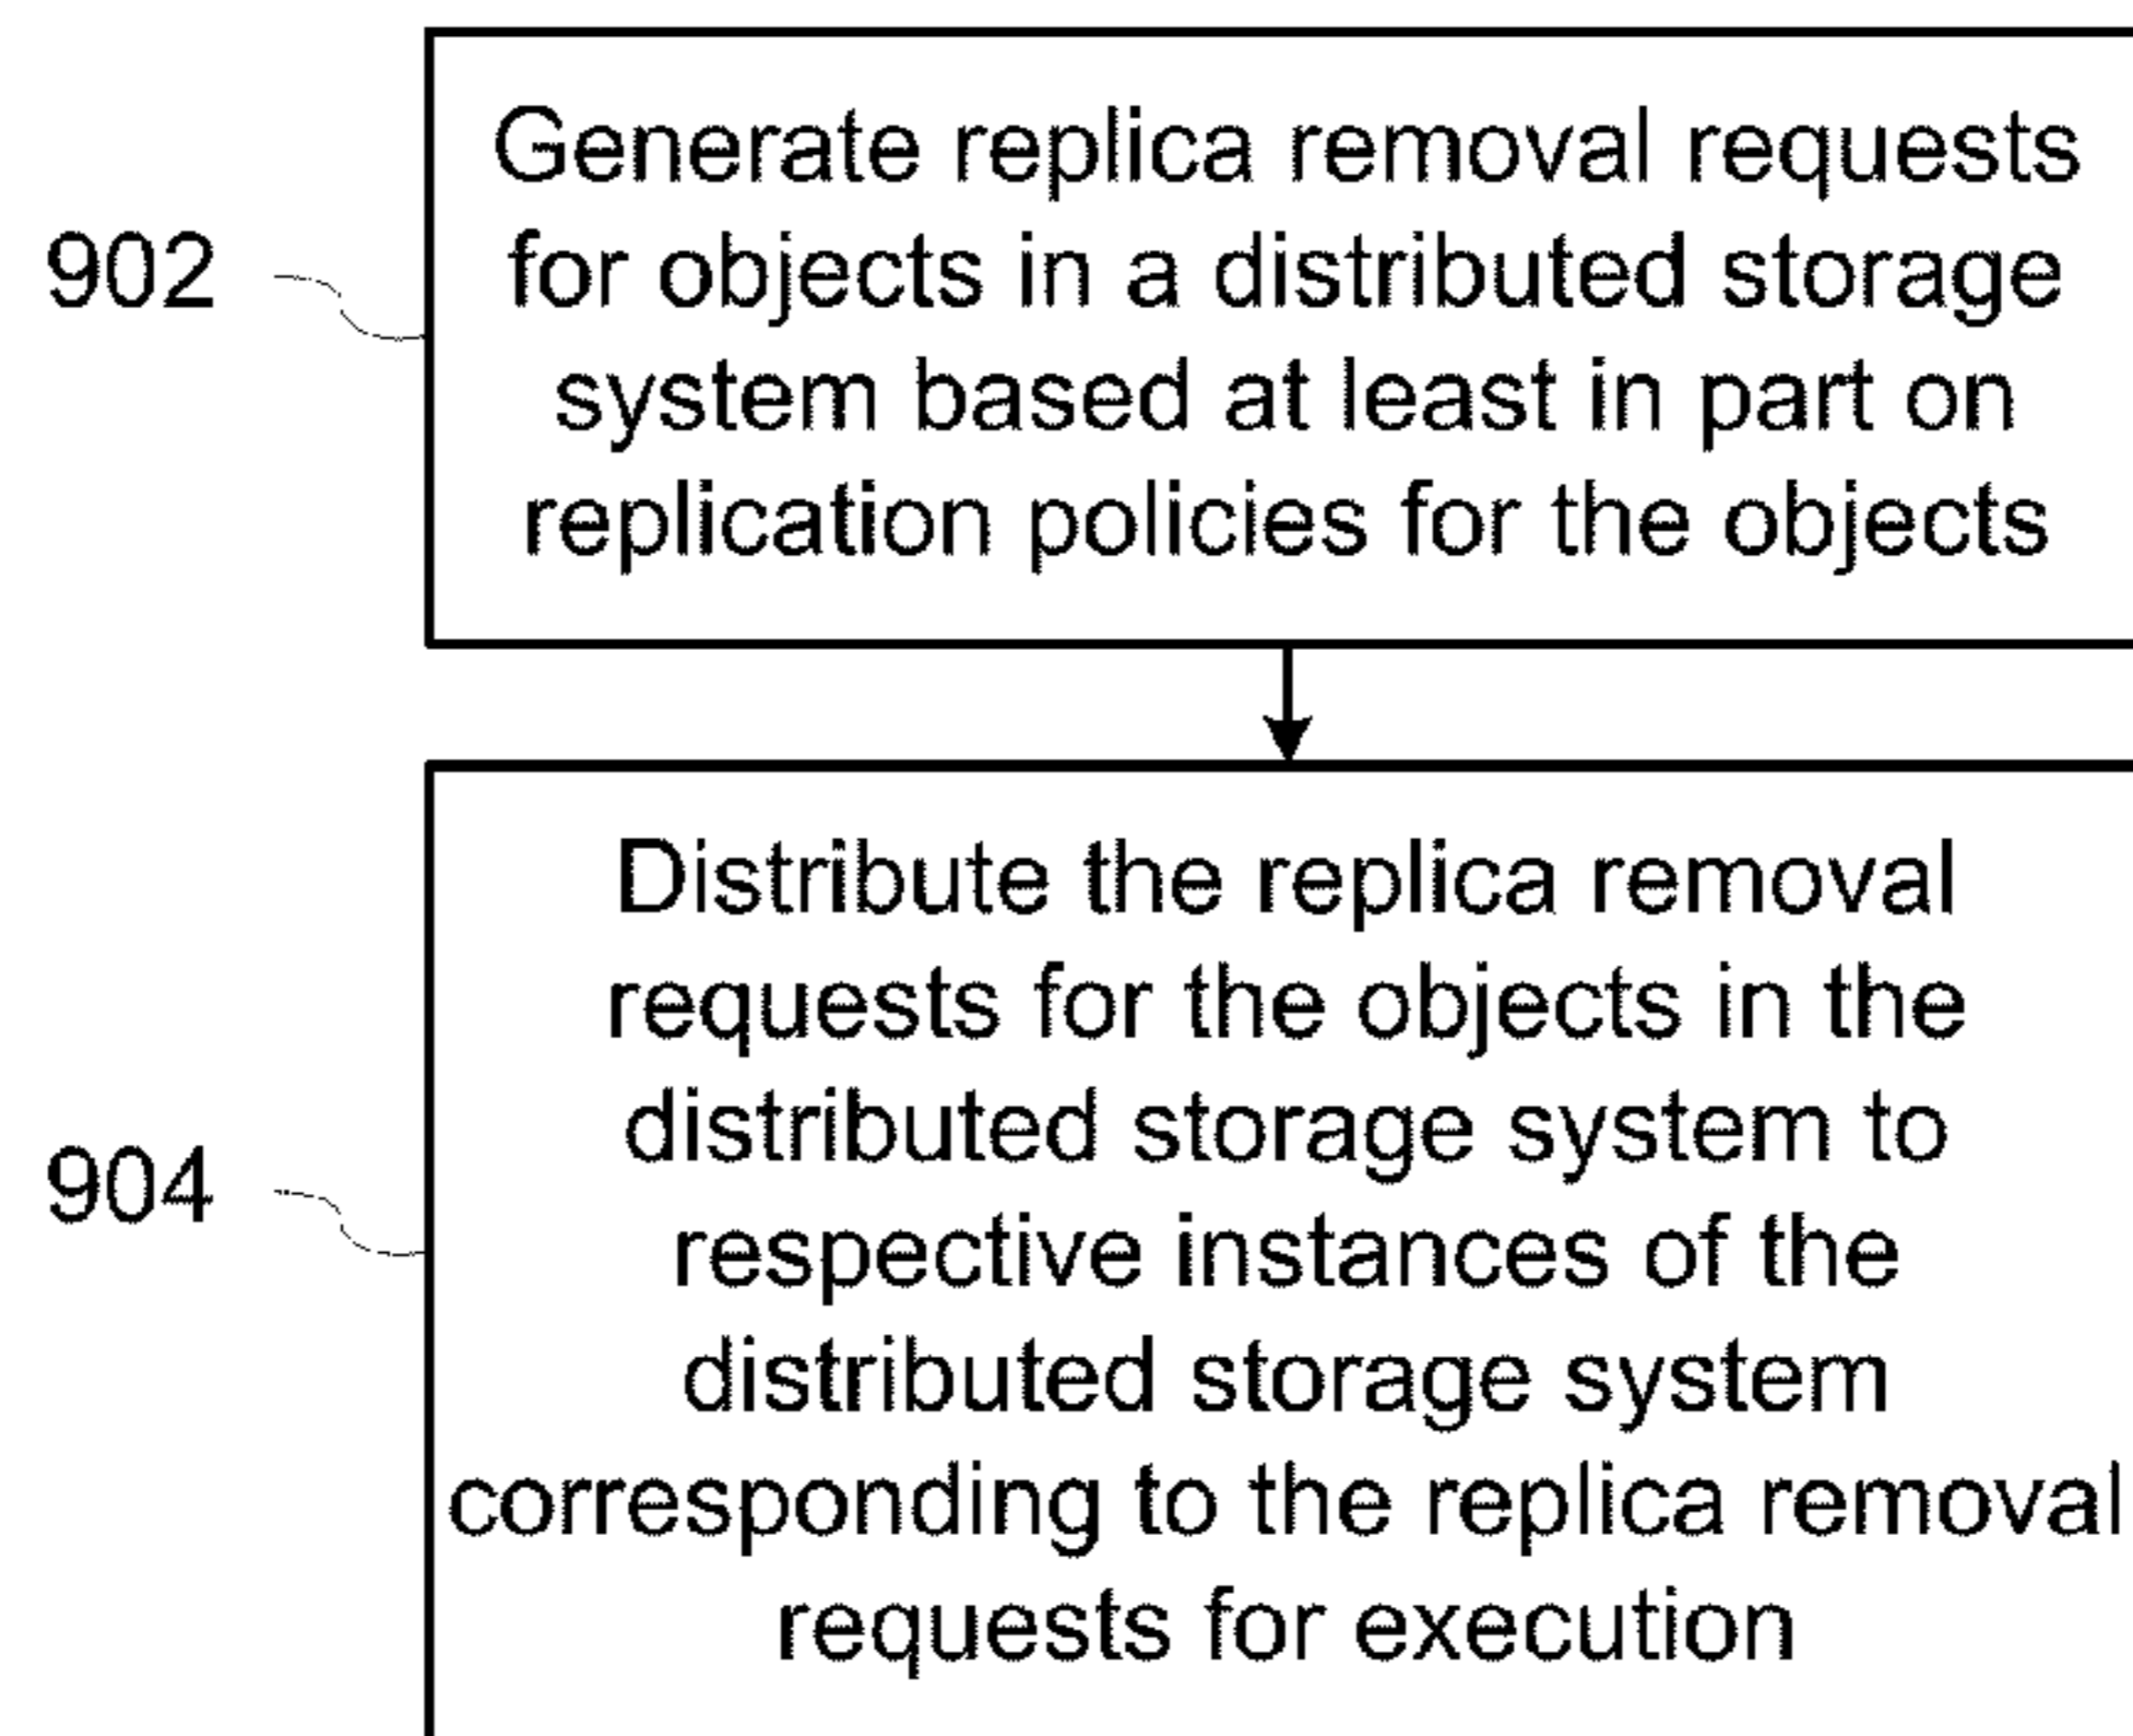 902
Generate replica removal requests
for objects in a distributed storage
system based at least in part on
replication policies for the objects
904
Distribute the replica removal
requests for the objects in the
distributed storage system to
respective instances of the
distributed storage system
corresponding to the replica removal
requests for execution